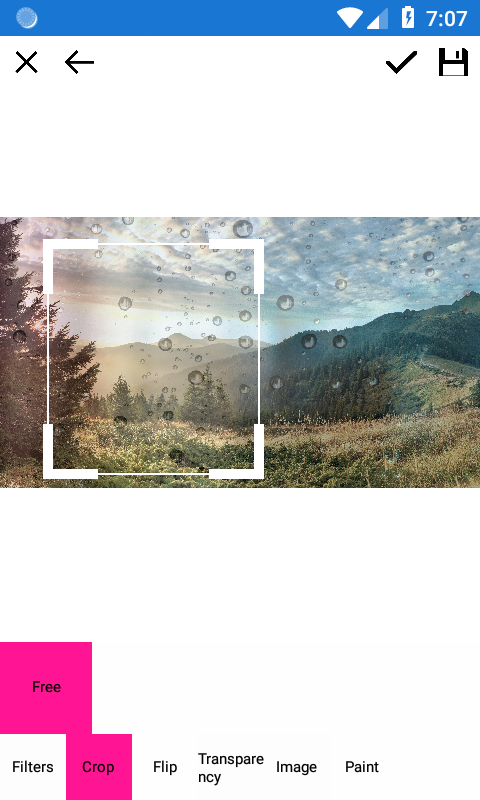 7:07
Free
Filters
Crop
Flip
Transpare
ncy
Image
Paint